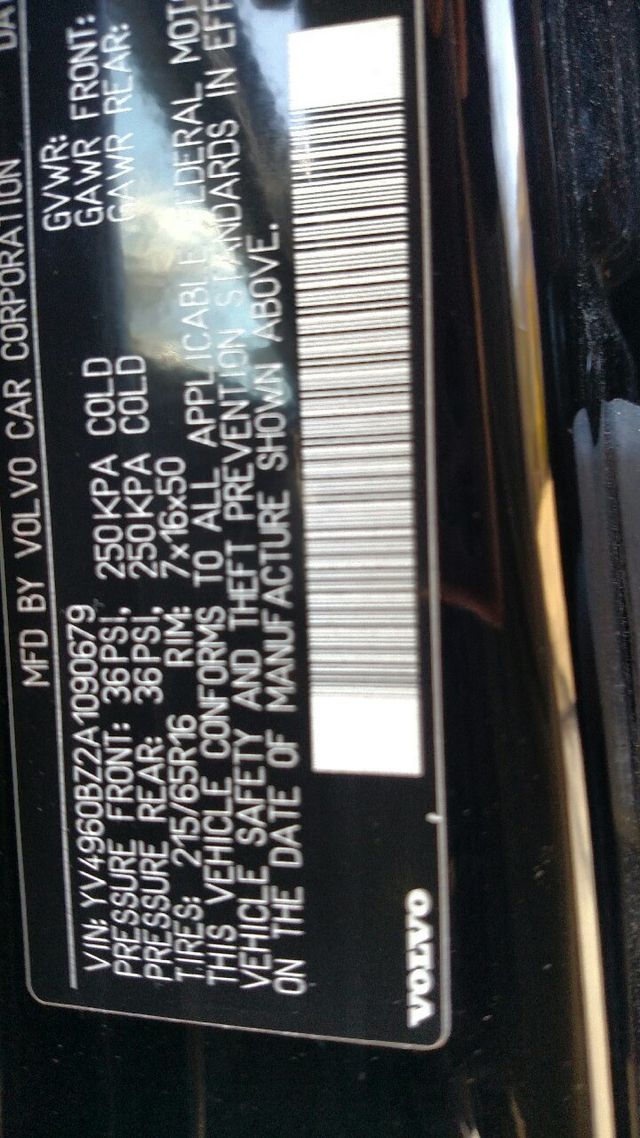 MFD BY VOLVO CAR CORPORATION
GVWR:
GAWR FRONT:
GAWR REAR:
VIN: YV4960BZ2A1090679
PRESSURE FRONT: 36PSI, 250KPA COLD
PRESSURE REAR: 36PSI, 250KPA COLD
TIRES: 215/65R16 RIM: 7x16x50
THIS VEHICLE CONFORMS TO ALL APPLICABLE FEDERAL
VEHICLE SAFETY AND THEFT PREVENTION STANDARDS IN
ON THE DATE OF MANUFACTURE SHOWN ABOVE.
VOLVO